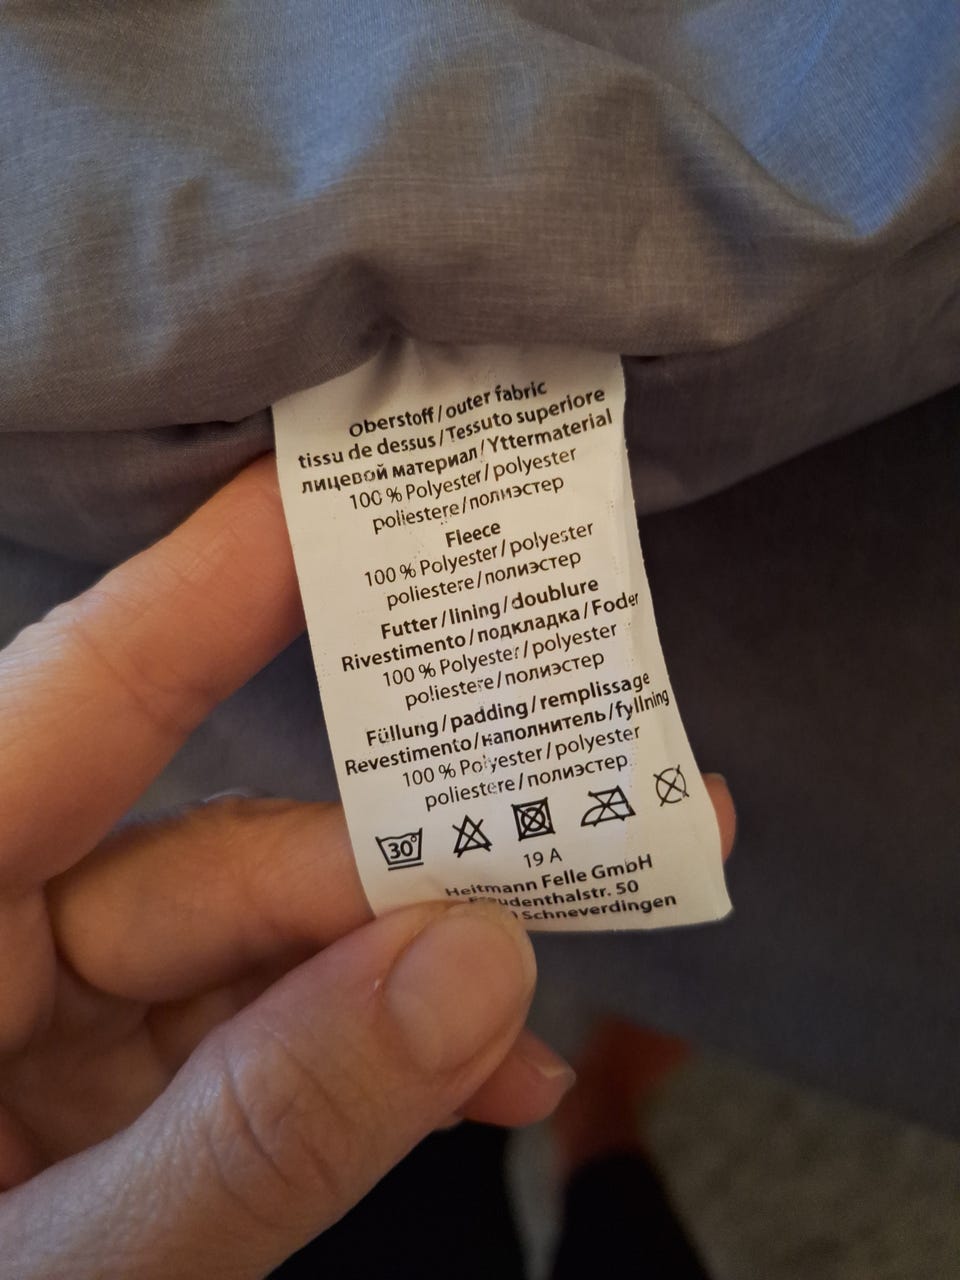 Oberstoff / outer fabric
tissu de dessus / Tessuto superiore
лицевой материал / Yttermaterial
100 % Polyester / polyester
poliestere / полиэстер
Fleece
100 % Polyester / polyester
poliestere / полиэстер
Futter / lining / doublure
Rivestimento / подкладка / Foder
100 % Polyester / polyester
poliestere / полиэстер
Füllung / padding / remplissage
Revestimento / наполнитель / fyllning
100 % Polyester / polyester
poliestere / полиэстер
30°
19 A
Heitmann Felle GmbH
50
Schneverdingen